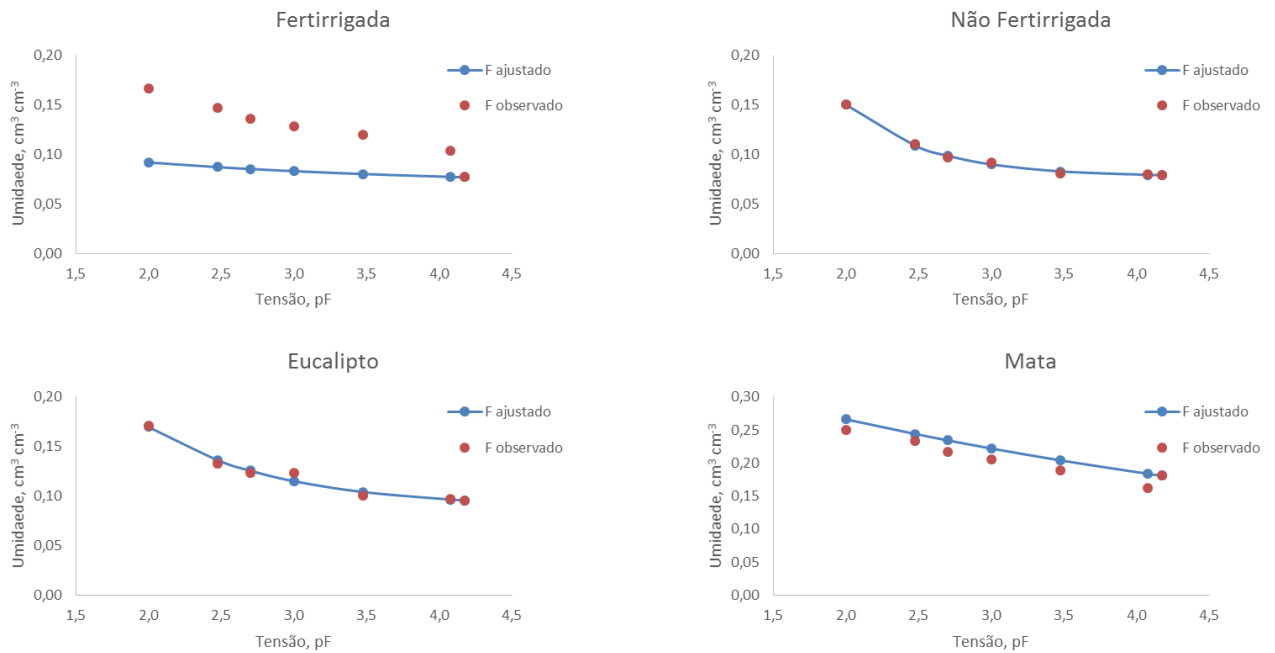 Fertirrigada
0,20
0,15
0,10
0,05
0,00
Umidaede, cm³ cm⁻³
1,5 2,0 2,5 3,0 3,5 4,0 4,5
Tensão, pF
F ajustado
F observado
Não Fertirrigada
0,20
0,15
0,10
0,05
0,00
Umidaede, cm³ cm⁻³
1,5 2,0 2,5 3,0 3,5 4,0 4,5
Tensão, pF
F ajustado
F observado
Eucalipto
0,20
0,15
0,10
0,05
0,00
Umidaede, cm³ cm⁻³
1,5 2,0 2,5 3,0 3,5 4,0 4,5
Tensão, pF
F ajustado
F observado
Mata
0,30
0,25
0,20
0,15
0,10
0,05
0,00
Umidaede, cm³ cm⁻³
1,5 2,0 2,5 3,0 3,5 4,0 4,5
Tensão, pF
F ajustado
F observado